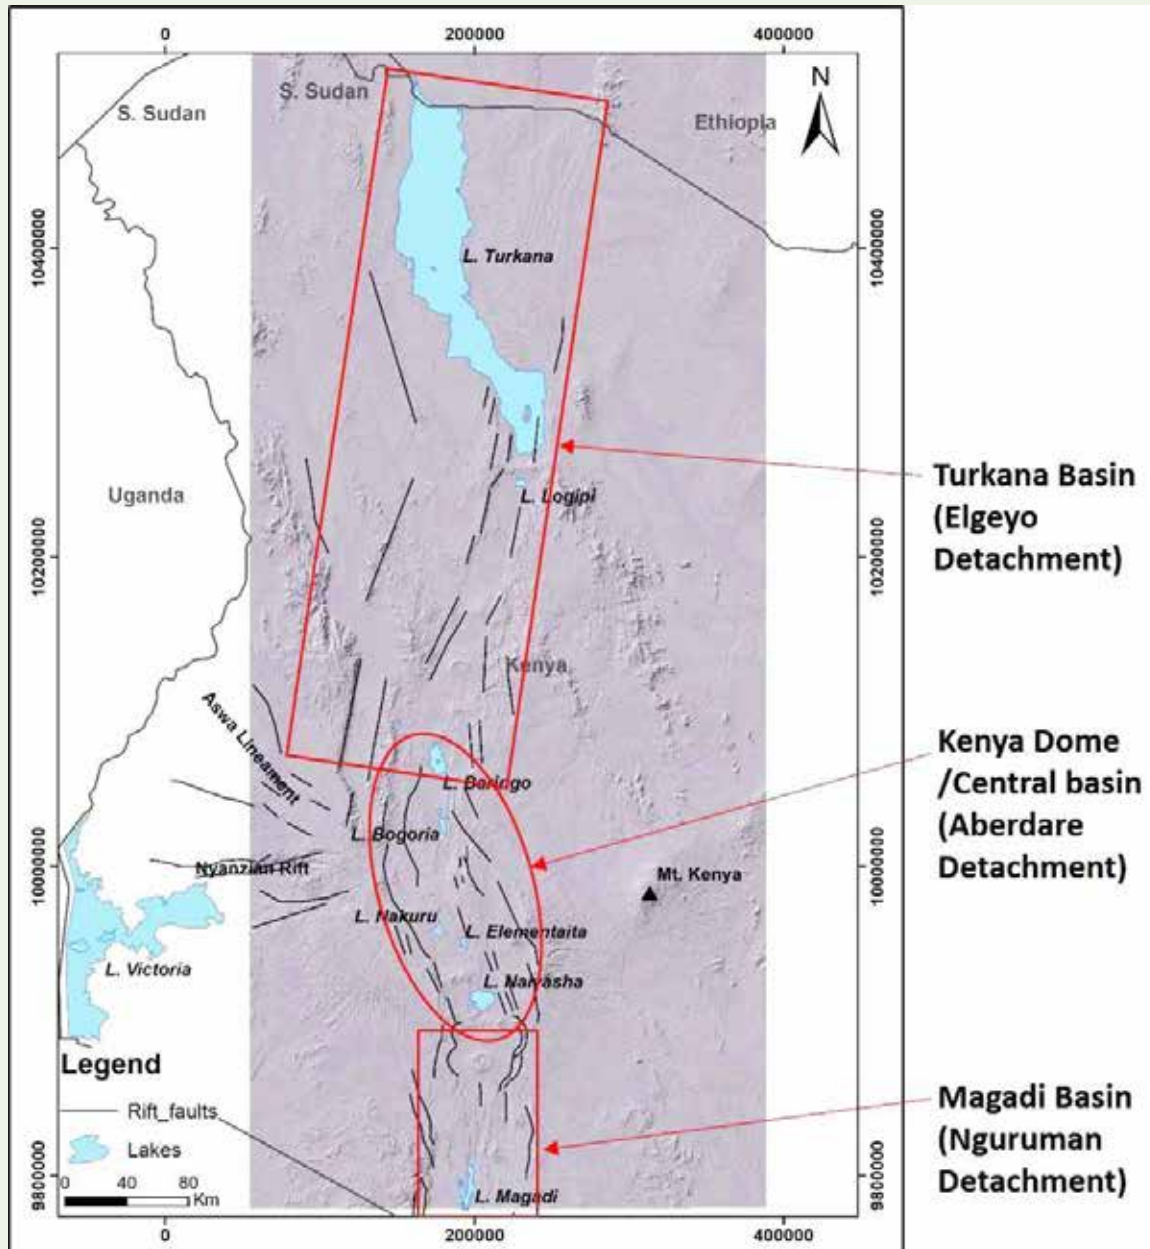 0
200000
400000
S. Sudan
S. Sudan
Ethiopia
N
10400000
10400000
L. Turkana
Turkana Basin
(Elgeyo
Detachment)
Uganda
L. Logipi
10200000
10200000
Kenya
Aswa Lineament
Kenya Dome
/Central basin
(Aberdare
Detachment)
L. Baringo
L. Bogoria
Nyanzian Rift
10000000
10000000
Mt. Kenya
L. Nakuru
L. Elementaita
L. Victoria
L. Naivasha
Legend
Rift_faults
Lakes
0 40 80
Km
Magadi Basin
(Nguruman
Detachment)
9800000
9800000
L. Magadi
0
200000
400000